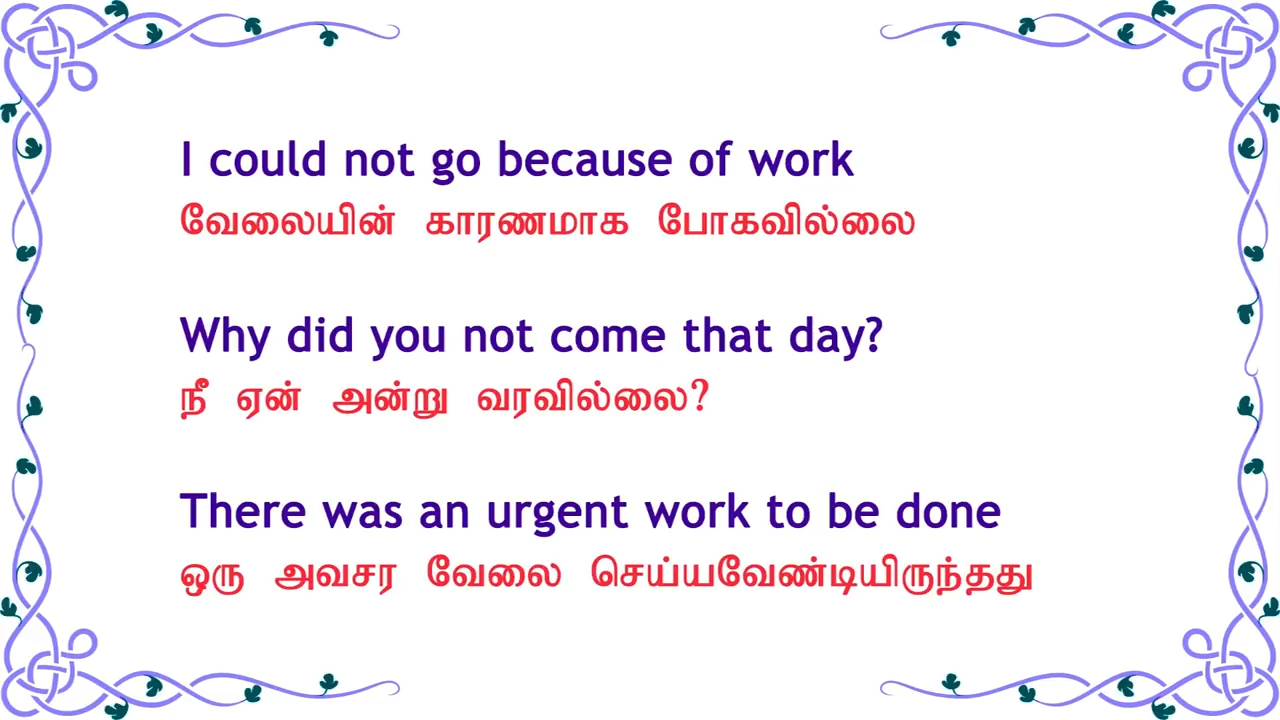 I could not go because of work
வேலையின் காரணமாக போகவில்லை
Why did you not come that day?
நீ ஏன் அன்று வரவில்லை?
There was an urgent work to be done
ஒரு அவசர வேலை செய்யவேண்டியிருந்தது